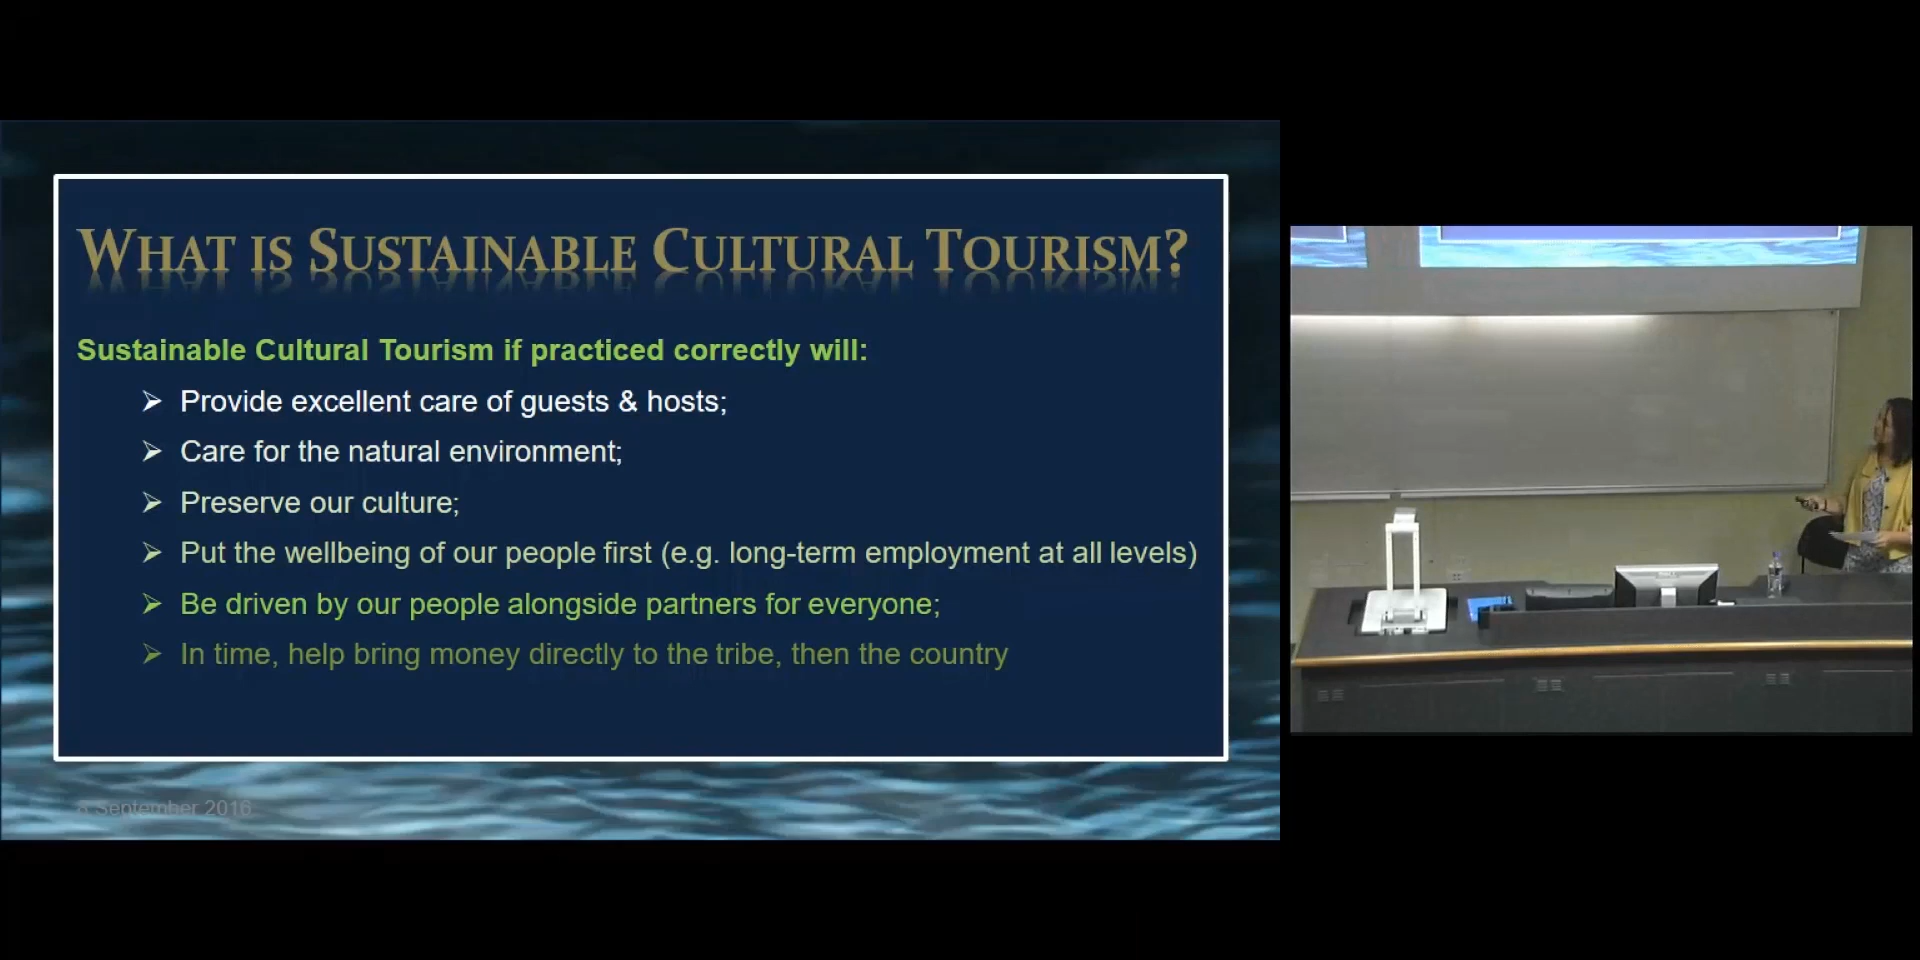 WHAT IS SUSTAINABLE CULTURAL TOURISM?
Sustainable Cultural Tourism if practiced correctly will:
➢ Provide excellent care of guests & hosts;
➢ Care for the natural environment;
➢ Preserve our culture;
➢ Put the wellbeing of our people first (e.g. long-term employment at all levels)
➢ Be driven by our people alongside partners for everyone;
➢ In time, help bring money directly to the tribe, then the country
8 September 2016